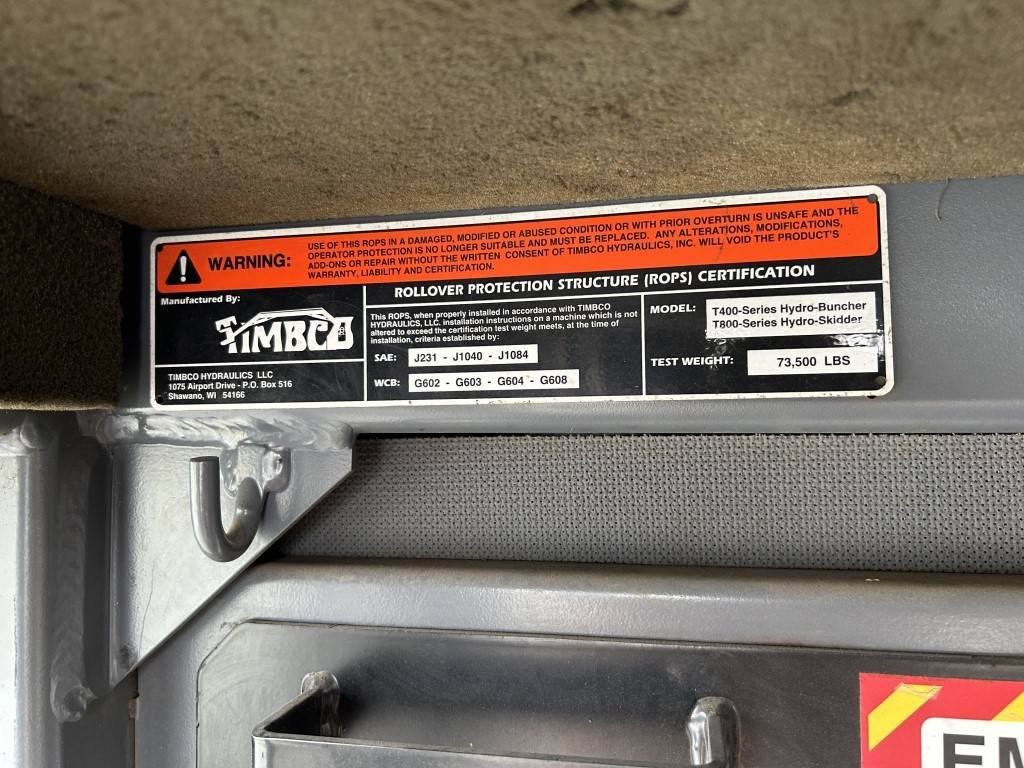 WARNING:
USE OF THIS ROPS IN A DAMAGED, MODIFIED OR ABUSED CONDITION OR WITH PRIOR OVERTURN IS UNSAFE AND THE
OPERATOR PROTECTION IS NO LONGER SUITABLE AND MUST BE REPLACED. ANY ALTERATIONS, MODIFICATIONS,
ADD-ONS OR REPAIR WITHOUT THE WRITTEN CONSENT OF TIMBCO HYDRAULICS, INC. WILL VOID THE PRODUCT'S
WARRANTY, LIABILITY AND CERTIFICATION.
Manufactured By:
TIMBCO
TIMBCO HYDRAULICS LLC
1075 Airport Drive - P.O. Box 516
Shawano, WI 54166
ROLLOVER PROTECTION STRUCTURE (ROPS) CERTIFICATION
This ROPS, when properly installed in accordance with TIMBCO
HYDRAULICS, LLC. installation instructions on a machine which is not
altered to exceed the certification test weight meets, at the time of
installation, criteria established by:
SAE: J231 - J1040 - J1084
WCB: G602 - G603 - G604 - G608
MODEL: T400-Series Hydro-Buncher
T800-Series Hydro-Skidder
TEST WEIGHT: 73,500 LBS